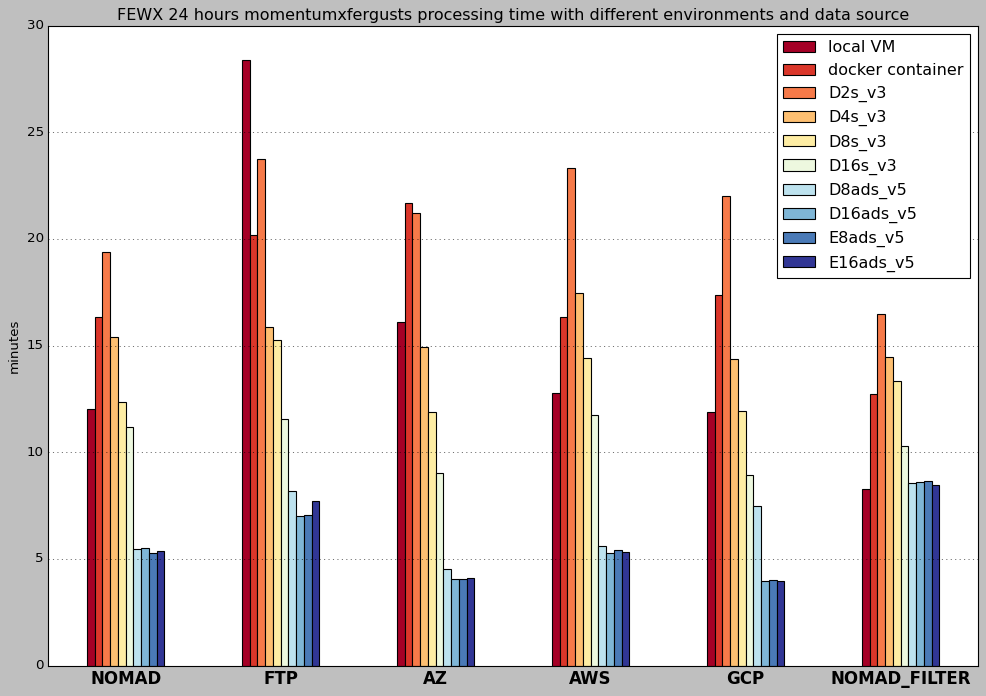 FEWX 24 hours momentumxfergusts processing time with different environments and data source
30
25
20
15
10
5
0
minutes
local VM
docker container
D2s_v3
D4s_v3
D8s_v3
D16s_v3
D8ads_v5
D16ads_v5
E8ads_v5
E16ads_v5
NOMAD FTP AZ AWS GCP NOMAD_FILTER